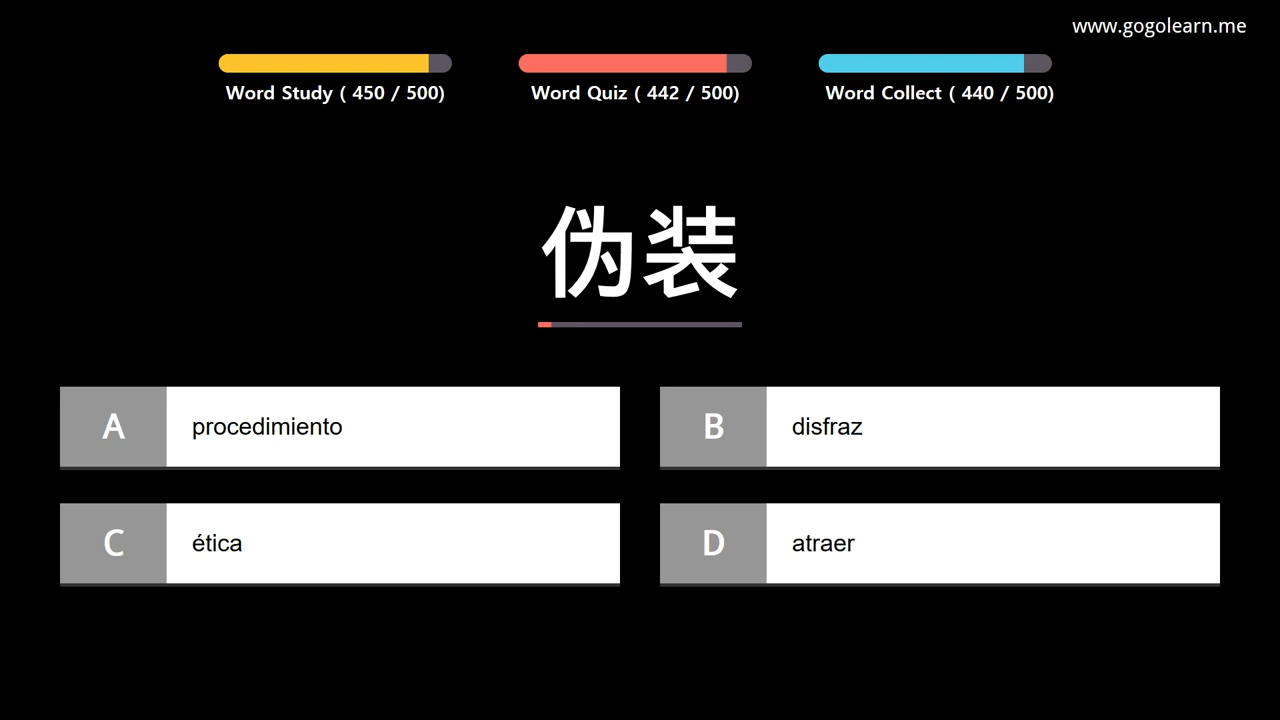 www.gogolearn.me
Word Study ( 450 / 500)
Word Quiz ( 442 / 500)
Word Collect ( 440 / 500)
伪装
A procedimiento
B disfraz
C ética
D atraer